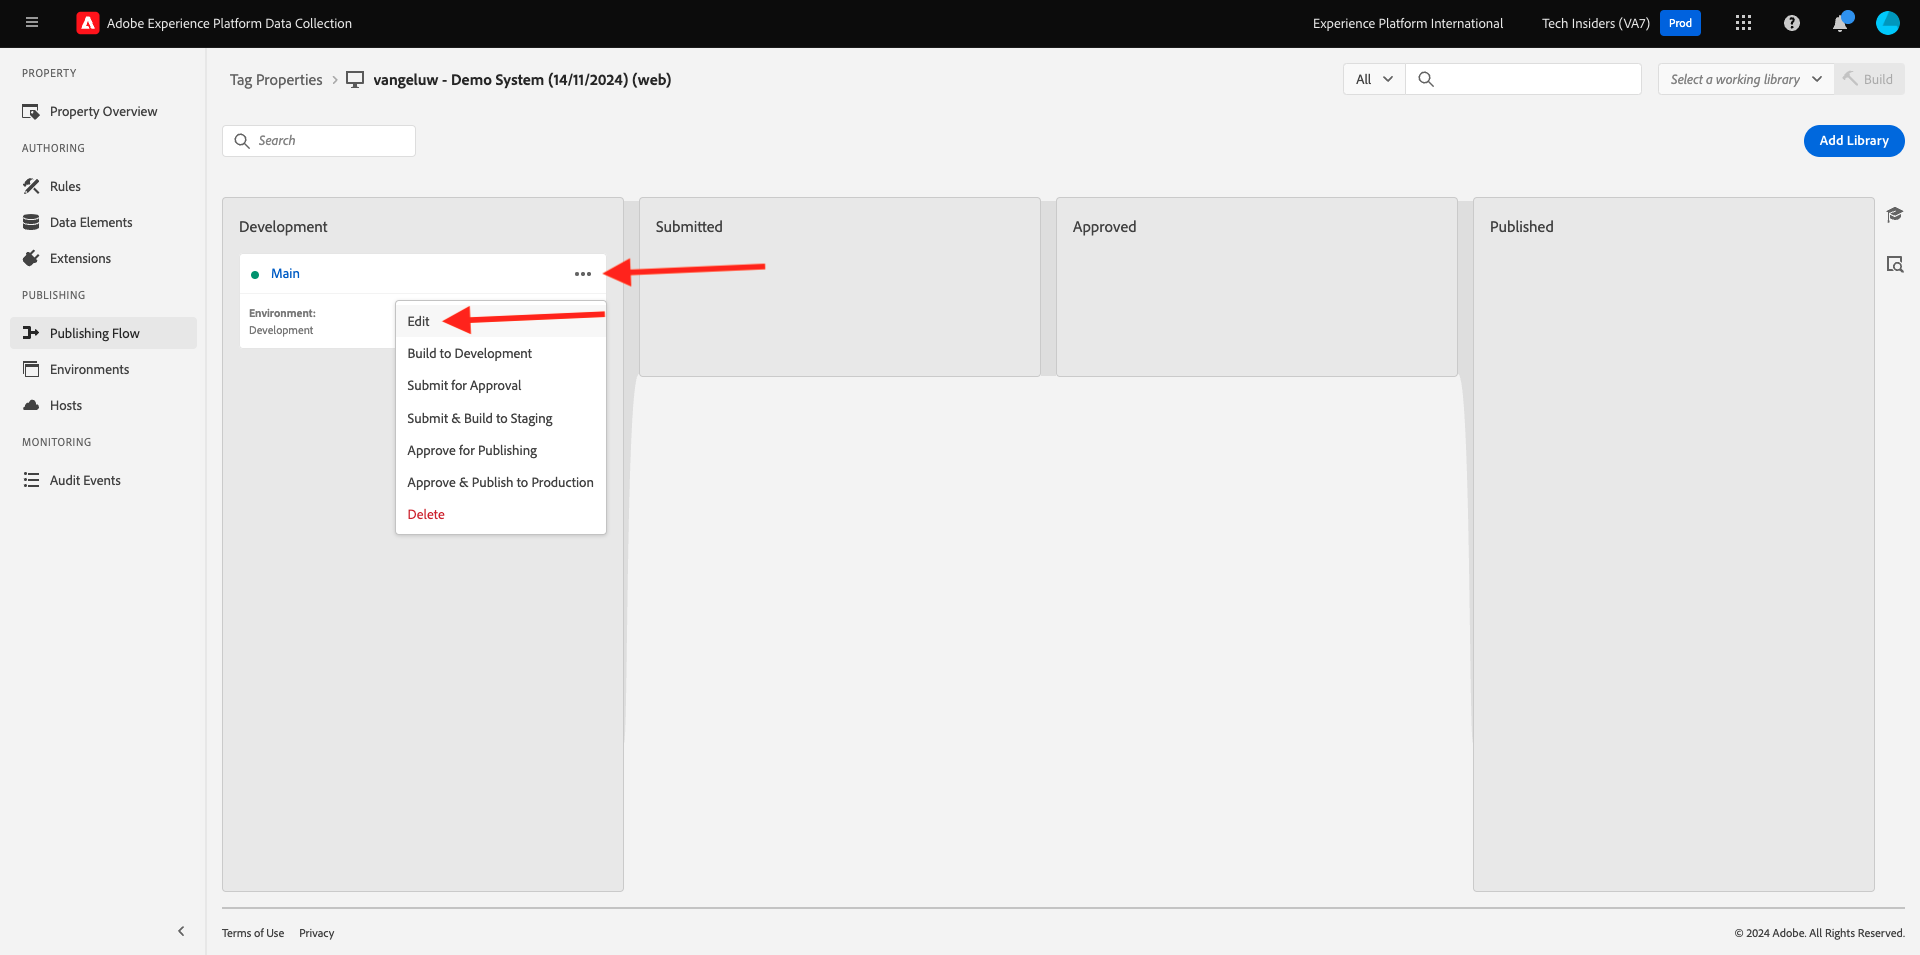 Adobe Experience Platform Data Collection
Experience Platform International
Tech Insiders (VA7)
Prod
PROPERTY
Property Overview
AUTHORING
Rules
Data Elements
Extensions
PUBLISHING
Publishing Flow
Environments
Hosts
MONITORING
Audit Events
Tag Properties
vangeluw - Demo System (14/11/2024) (web)
All
Select a working library
Build
Search
Add Library
Development
Main
Environment:
Development
Edit
Build to Development
Submit for Approval
Submit & Build to Staging
Approve for Publishing
Approve & Publish to Production
Delete
Submitted
Approved
Published
Terms of Use
Privacy
© 2024 Adobe. All Rights Reserved.